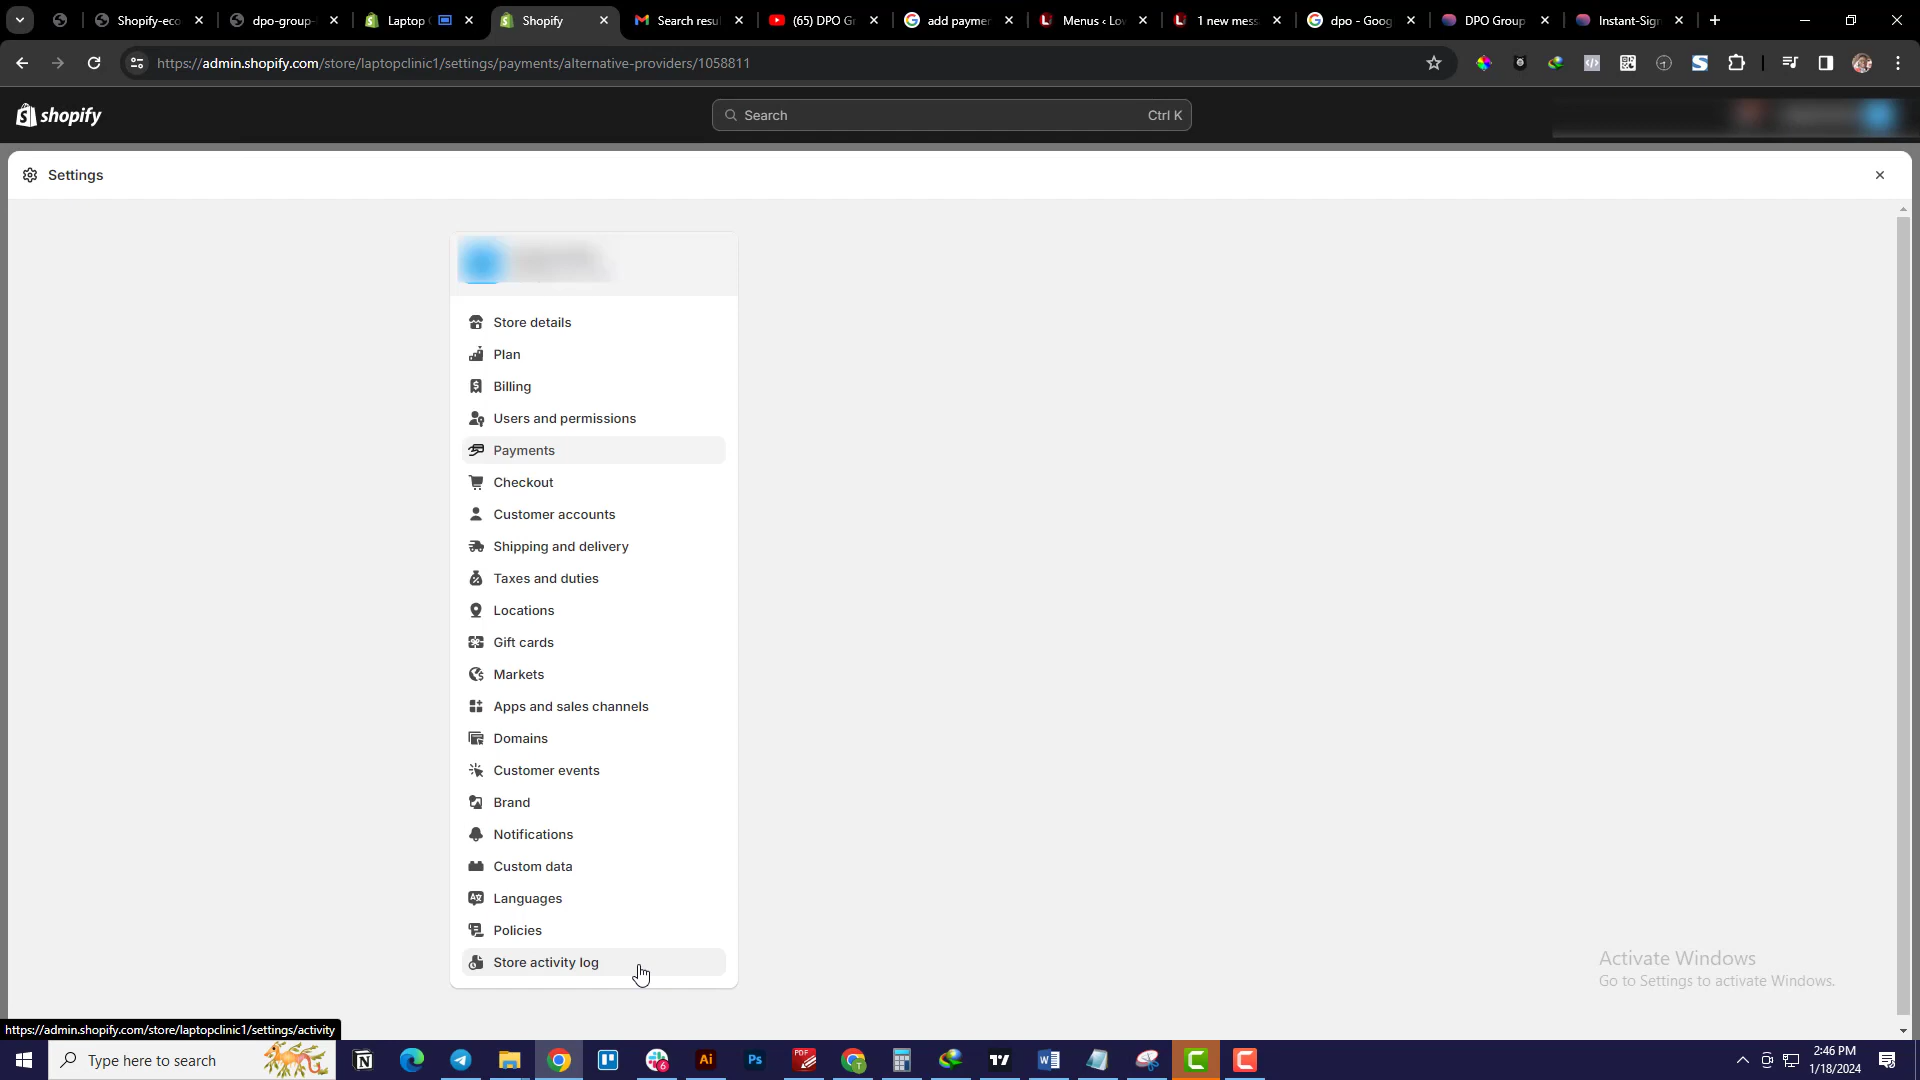 Shopify-eco
dpo-group-
Laptop
Shopify
Search resul
(65) DPO Gr
add paymer
Menus ‹ Lov
1 new mess
dpo - Goog
DPO Group
Instant-Sign
https://admin.shopify.com/store/laptopclinic1/settings/payments/alternative-providers/1058811
shopify
Search
Ctrl K
Settings
Store details
Plan
Billing
Users and permissions
Payments
Checkout
Customer accounts
Shipping and delivery
Taxes and duties
Locations
Gift cards
Markets
Apps and sales channels
Domains
Customer events
Brand
Notifications
Custom data
Languages
Policies
Store activity log
Activate Windows
Go to Settings to activate Windows.
https://admin.shopify.com/store/laptopclinic1/settings/activity
Type here to search
2:46 PM
1/18/2024